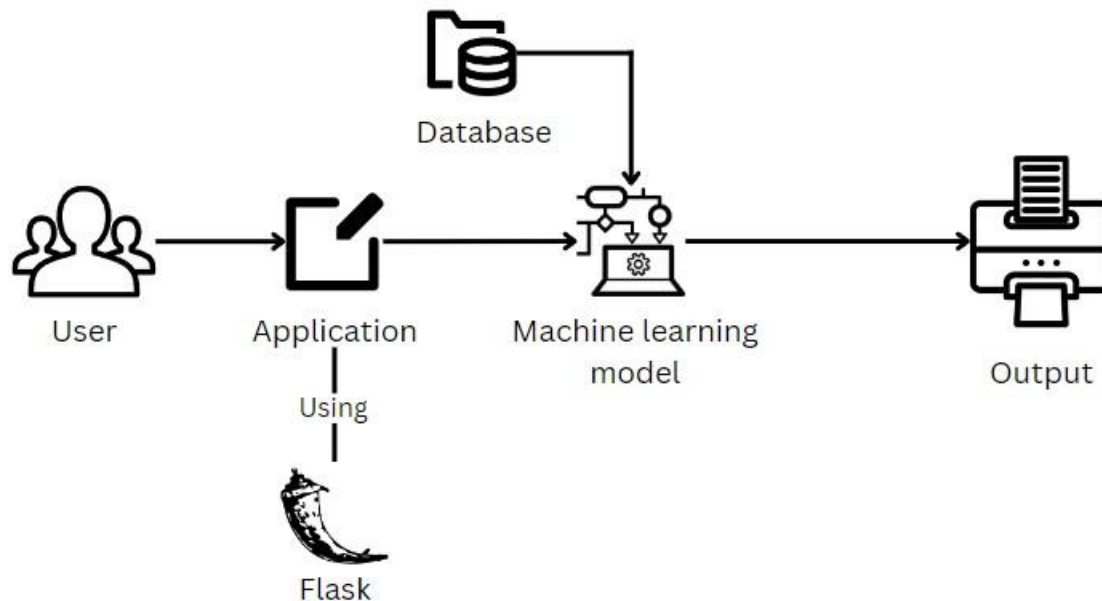 Database
User
Application
Machine learning
model
Output
Using
Flask